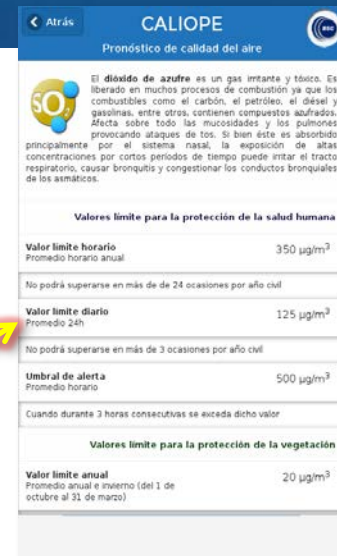 Atrás
CALIOPE
BSC
Pronóstico de calidad del aire
SO2
El dióxido de azufre es un gas irritante y tóxico. Es
liberado en muchos procesos de combustión ya que los
combustibles como el carbón, el petróleo, el diésel y
gasolinas, entre otros, contienen compuestos azufrados.
Afecta sobre todo las mucosidades y los pulmones
provocando ataques de tos. Si bien éste es absorbido
principalmente por el sistema nasal, la exposición de altas
concentraciones por cortos períodos de tiempo puede irritar el tracto
respiratorio, causar bronquitis y congestionar los conductos bronquiales
de los asmáticos.
Valores límite para la protección de la salud humana
Valor límite horario
Promedio horario anual
350 µg/m³
No podrá superarse en más de de 24 ocasiones por año civil
Valor límite diario
Promedio 24h
125 µg/m³
No podrá superarse en más de 3 ocasiones por año civil
Umbral de alerta
Promedio horario
500 µg/m³
Cuando durante 3 horas consecutivas se exceda dicho valor
Valores límite para la protección de la vegetación
Valor límite anual
Promedio anual e invierno (del 1 de
octubre al 31 de marzo)
20 µg/m³